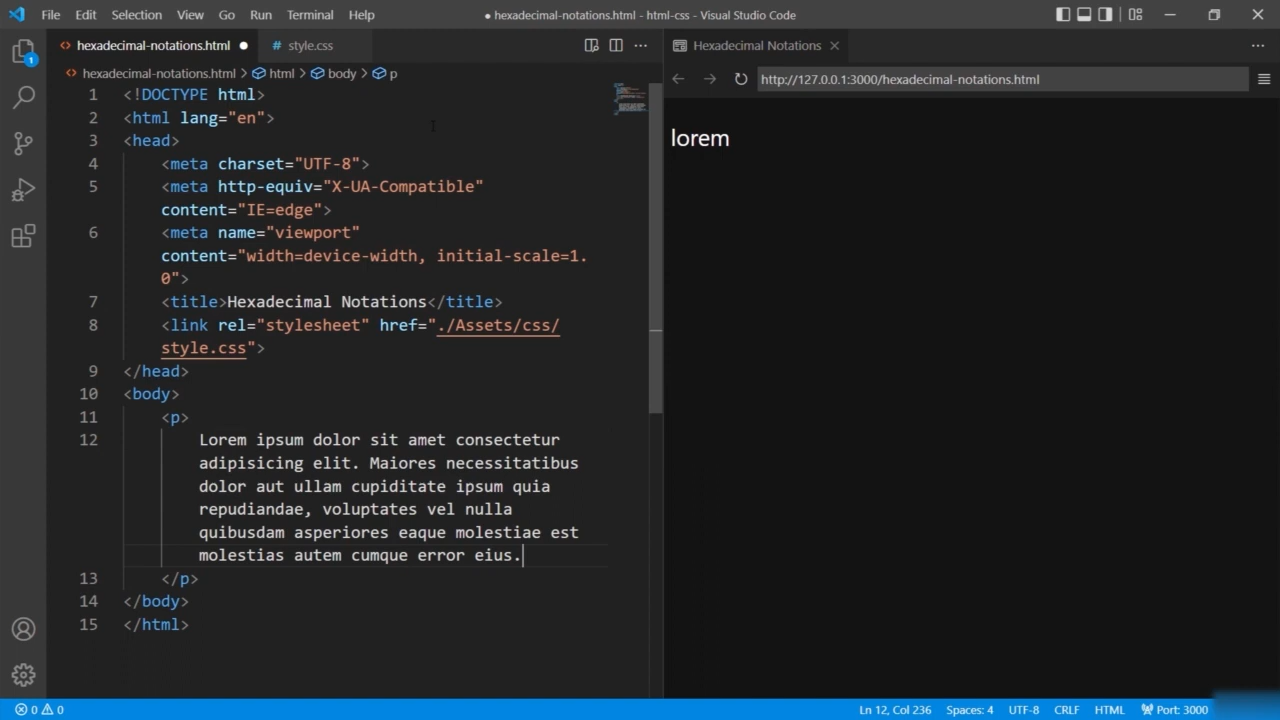 File Edit Selection View Go Run Terminal Help
● hexadecimal-notations.html - html-css - Visual Studio Code
hexadecimal-notations.html ●
style.css
hexadecimal-notations.html > html > body > p
1 <!DOCTYPE html>
2 <html lang="en">
3 <head>
4 <meta charset="UTF-8">
5 <meta http-equiv="X-UA-Compatible"
content="IE=edge">
6 <meta name="viewport"
content="width=device-width, initial-scale=1.
0">
7 <title>Hexadecimal Notations</title>
8 <link rel="stylesheet" href="./Assets/css/
style.css">
9 </head>
10 <body>
11 <p>
12 Lorem ipsum dolor sit amet consectetur
adipisicing elit. Maiores necessitatibus
dolor aut ullam cupiditate ipsum quia
repudiandae, voluptates vel nulla
quibusdam asperiores eaque molestiae est
molestias autem cumque error eius.
13 </p>
14 </body>
15 </html>
Hexadecimal Notations
http://127.0.0.1:3000/hexadecimal-notations.html
lorem
1
0 0
Ln 12, Col 236 Spaces: 4 UTF-8 CRLF HTML Port: 3000